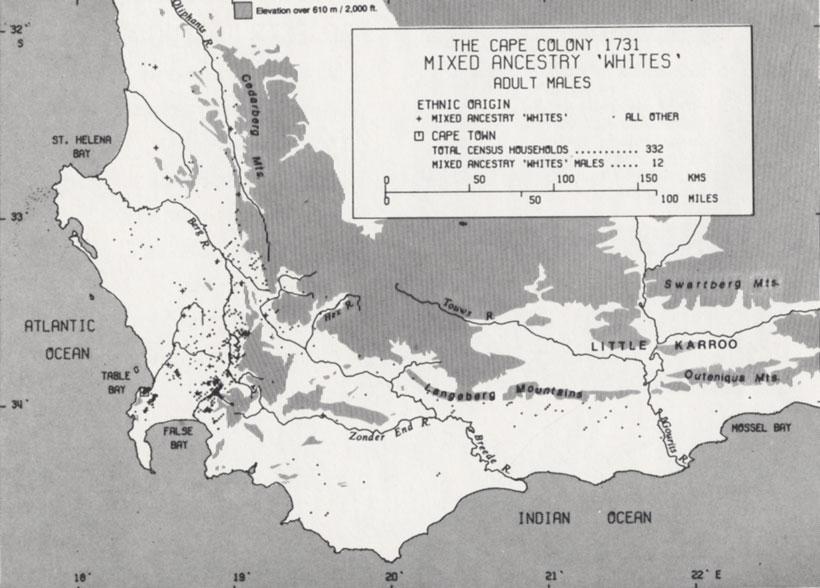 Elevation over 610 m / 2,000 ft.
32°
S
Oliphants R.
THE CAPE COLONY 1731
MIXED ANCESTRY 'WHITES'
ADULT MALES
ETHNIC ORIGIN
+ MIXED ANCESTRY 'WHITES' · ALL OTHER
CAPE TOWN
TOTAL CENSUS HOUSEHOLDS ........... 332
MIXED ANCESTRY 'WHITES' MALES ..... 12
0 50 100 150 KMS
0 50 100 MILES
Cedarberg Mts.
ST. HELENA
BAY
33°
Berg R.
Swartberg Mts.
Hex R.
Touws R.
ATLANTIC
OCEAN
LITTLE KARROO
TABLE
BAY
Outeniqua Mts.
Langeberg Mountains
34°
FALSE
BAY
Zonder End R.
Breede R.
Gourits R.
MOSSEL BAY
INDIAN OCEAN
18° 19° 20° 21° 22° E